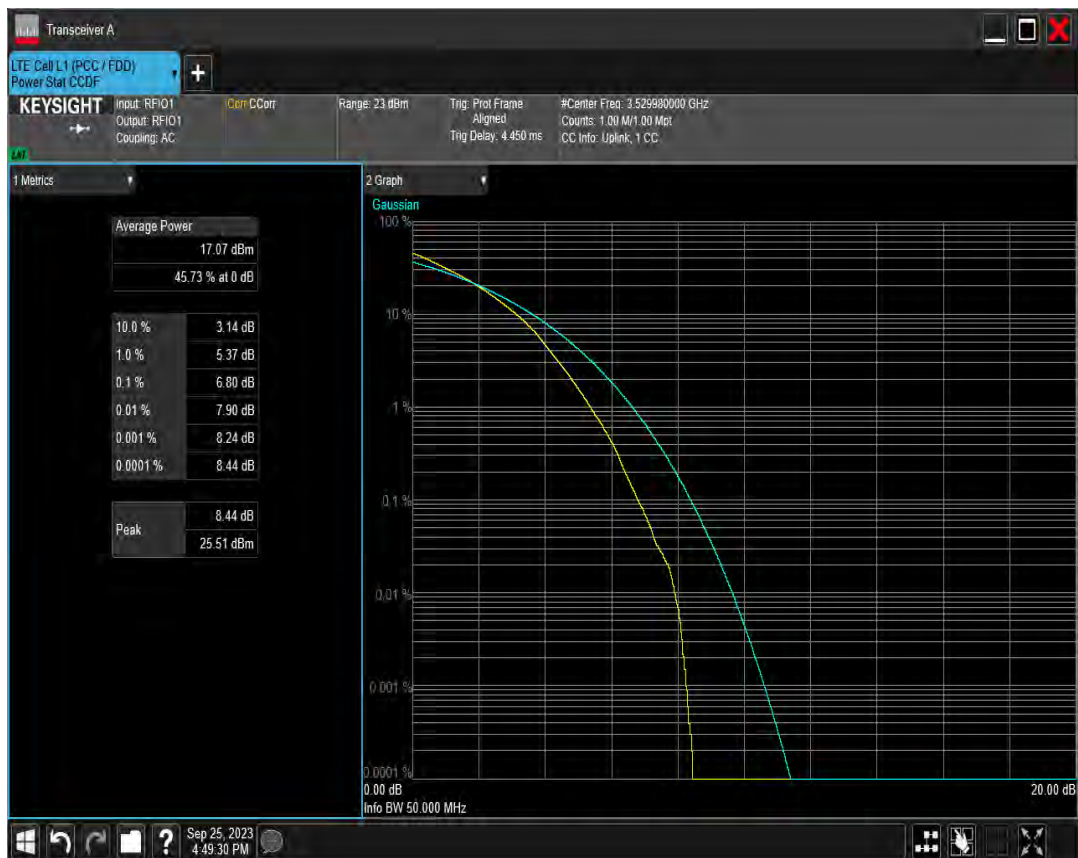 Transceiver A
LTE Cell L1 (PCC / FDD)
Power Stat CCDF
+
KEYSIGHT
Input: RFIO1
Output: RFIO1
Coupling: AC
Corr CCorr
Range: 23 dBm
Trig: Prot Frame
Aligned
Trig Delay: 4.450 ms
#Center Freq: 3.529980000 GHz
Counts: 1.00 M/1.00 Mpt
CC Info: Uplink, 1 CC
1 Metrics
Average Power
17.07 dBm
45.73 % at 0 dB
10.0 % 3.14 dB
1.0 % 5.37 dB
0.1 % 6.80 dB
0.01 % 7.90 dB
0.001 % 8.24 dB
0.0001 % 8.44 dB
Peak
8.44 dB
25.51 dBm
2 Graph
Gaussian
100 %
10 %
1 %
0.1 %
0.01 %
0.001 %
0.0001 %
0.00 dB
20.00 dB
Info BW 50.000 MHz
?
Sep 25, 2023
4:49:30 PM